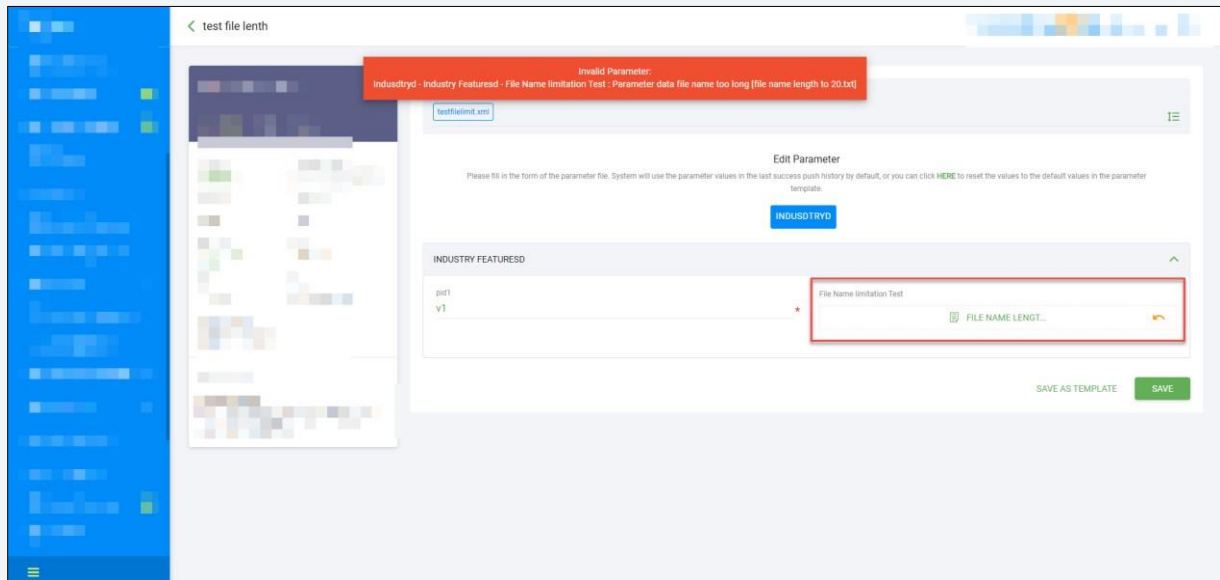 test file lenth
Invalid Parameter:
Indusdtryd - Industry Featuresd - File Name limitation Test : Parameter data file name too long [file name length to 20.txt]
testfilelimit.xml
Edit Parameter
Please fill in the form of the parameter file. System will use the parameter values in the last success push history by default, or you can click HERE to reset the values to the default values in the parameter
template.
INDUSDTRYD
INDUSTRY FEATURESD
pid1
v1
*
File Name limitation Test
FILE NAME LENGT...
SAVE AS TEMPLATE
SAVE